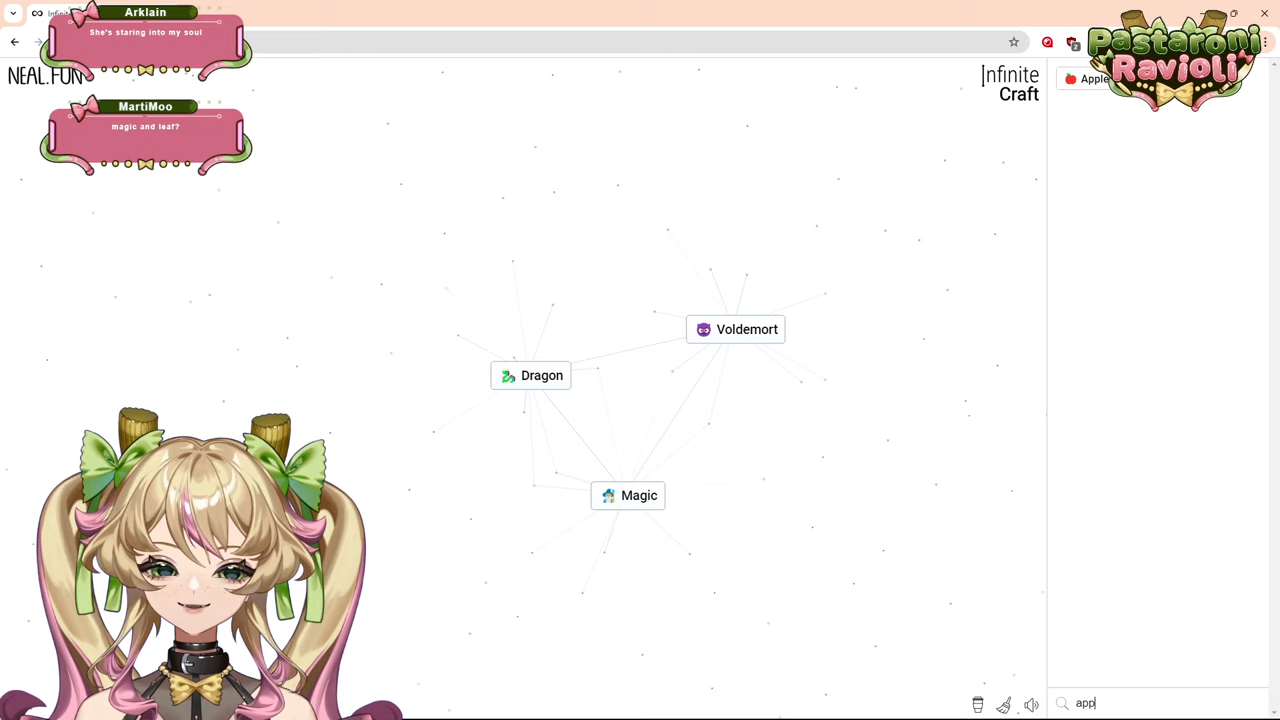 Arklain
She's staring into my soul
NEAL.FUN
MartiMoo
magic and leaf?
Infinite
Craft
Pastaroni
Ravioli
Apple
2
Voldemort
Dragon
Magic
app